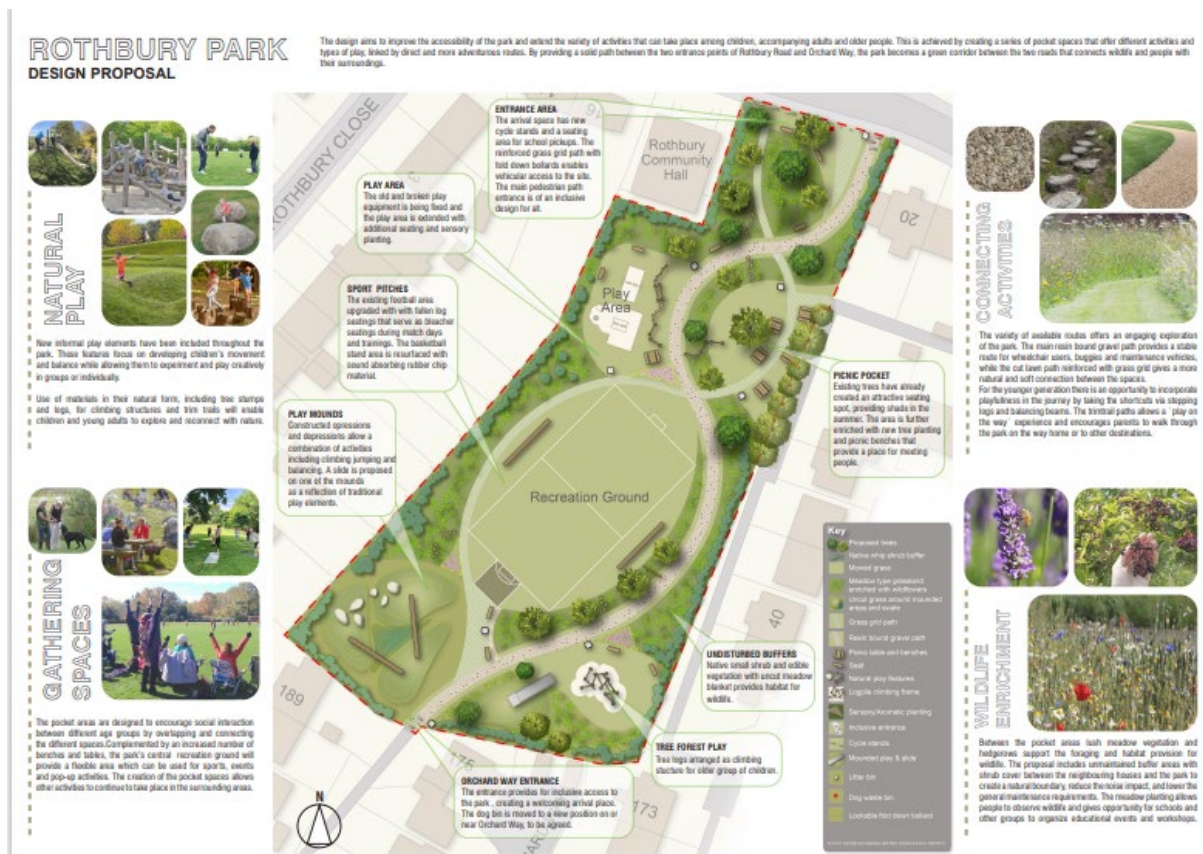 ROTHBURY PARK
DESIGN PROPOSAL
The design aims to improve the accessibility of the park and extend the variety of activities that can take place among children, accompanying adults and older people. This is achieved by creating a series of pocket spaces that offer different activities and
types of play, linked by direct and more adventurous routes. By providing a solid path between the two entrance points of Rothbury Road and Orchard Way, the park becomes a green corridor between the two roads that connects wildlife and people with
their surroundings.
NATURAL
PLAY
New informal play elements have been included throughout the
park. These features focus on developing children's movement
and balance while allowing them to experiment and play creatively
in groups or individually.
Use of materials in their natural form, including tree stumps
and logs, for climbing structures and trim trails will enable
children and young adults to explore and reconnect with nature.
GATHERING
SPACES
The pocket areas are designed to encourage social interaction
between different age groups by overlapping and connecting
the different spaces.Complemented by an increased number of
benches and tables, the park's central recreation ground will
provide a flexible area which can be used for sports, events
and pop-up activities. The creation of the pocket spaces allows
other activities to continue to take place in the surrounding areas.
ROTHBURY CLOSE
16
3
Rothbury
Community
Hall
20
ENTRANCE AREA
The arrival space has new
cycle stands and a seating
area for school pickups. The
reinforced grass grid path with
fold down bollards enables
vehicular access to the site.
The main pedestrian path
entrance is of an inclusive
design for all.
PLAY AREA
The old and broken play
equipment is being fixed and
the play area is extended with
additional seating and sensory
planting.
Play
Area
SPORT PITCHES
The existing football area
upgraded with with fallen log
seatings that serve as bleacher
seatings during match days
and trainings. The basketball
stand area is resurfaced with
sound absorbing rubber chip
material.
PLAY MOUNDS
Constructed opressions
and depressions allow a
combination of activities
including climbing jumping and
balancing. A slide is proposed
on one of the mounds
as a reflection of traditional
play elements.
PICNIC POCKET
Existing trees have already
created an attractive seating
spot, providing shade in the
summer. The area is further
enriched with new tree planting
and picnic benches that
provide a place for meeting
people.
Recreation Ground
40
UNDISTURBED BUFFERS
Native small shrub and edible
vegetation with uncut meadow
blanket provides habitat for
wildlife.
189
TREE FOREST PLAY
Tree logs arranged as climbing
stucture for older group of children.
175
173
ORCHARD WAY ENTRANCE
The entrance provides for inclusive access to
the park , creating a welcoming arrival place.
The dog bin is moved to a new position on or
near Orchard Way, to be agreed.
N
Key
Proposed trees
Native whip shrub buffer
Mowed grass
Meadow type grassland
enriched with wildflowers
Uncut grass around mounded
areas and swale
Grass grid path
Resin bound gravel path
Picnic table and benches
Seat
Natural play features
Logpile climbing frame
Sensory/Aromatic planting
Inclusive entrance
Cycle stands
Mounded play & slide
Litter bin
Dog waste bin
Lockable fold down bollard
CONNECTING
ACTIVITIES
The variety of available routes offers an engaging exploration
of the park. The main resin bound gravel path provides a stable
route for wheelchair users, buggies and maintenance vehicles,
while the cut lawn path reinforced with grass grid gives a more
natural and soft connection between the spaces.
For the younger generation there is an opportunity to incorporate
playfulness in the journey by taking the shortcuts via stepping
logs and balancing beams. The trimtrail paths allows a ` play on
the way` experience and encourages parents to walk through
the park on the way home or to other destinations.
WILDLIFE
ENRICHMENT
Between the pocket areas lush meadow vegetation and
hedgerows support the foraging and habitat provision for
wildlife. The proposal includes unmaintained buffer areas with
shrub cover between the neighbouring houses and the park to
create a natural boundary, reduce the noise impact, and lower the
general maintenance requirements. The meadow planting allows
people to observe wildlife and gives opportunity for schools and
other groups to organize educational events and workshops.